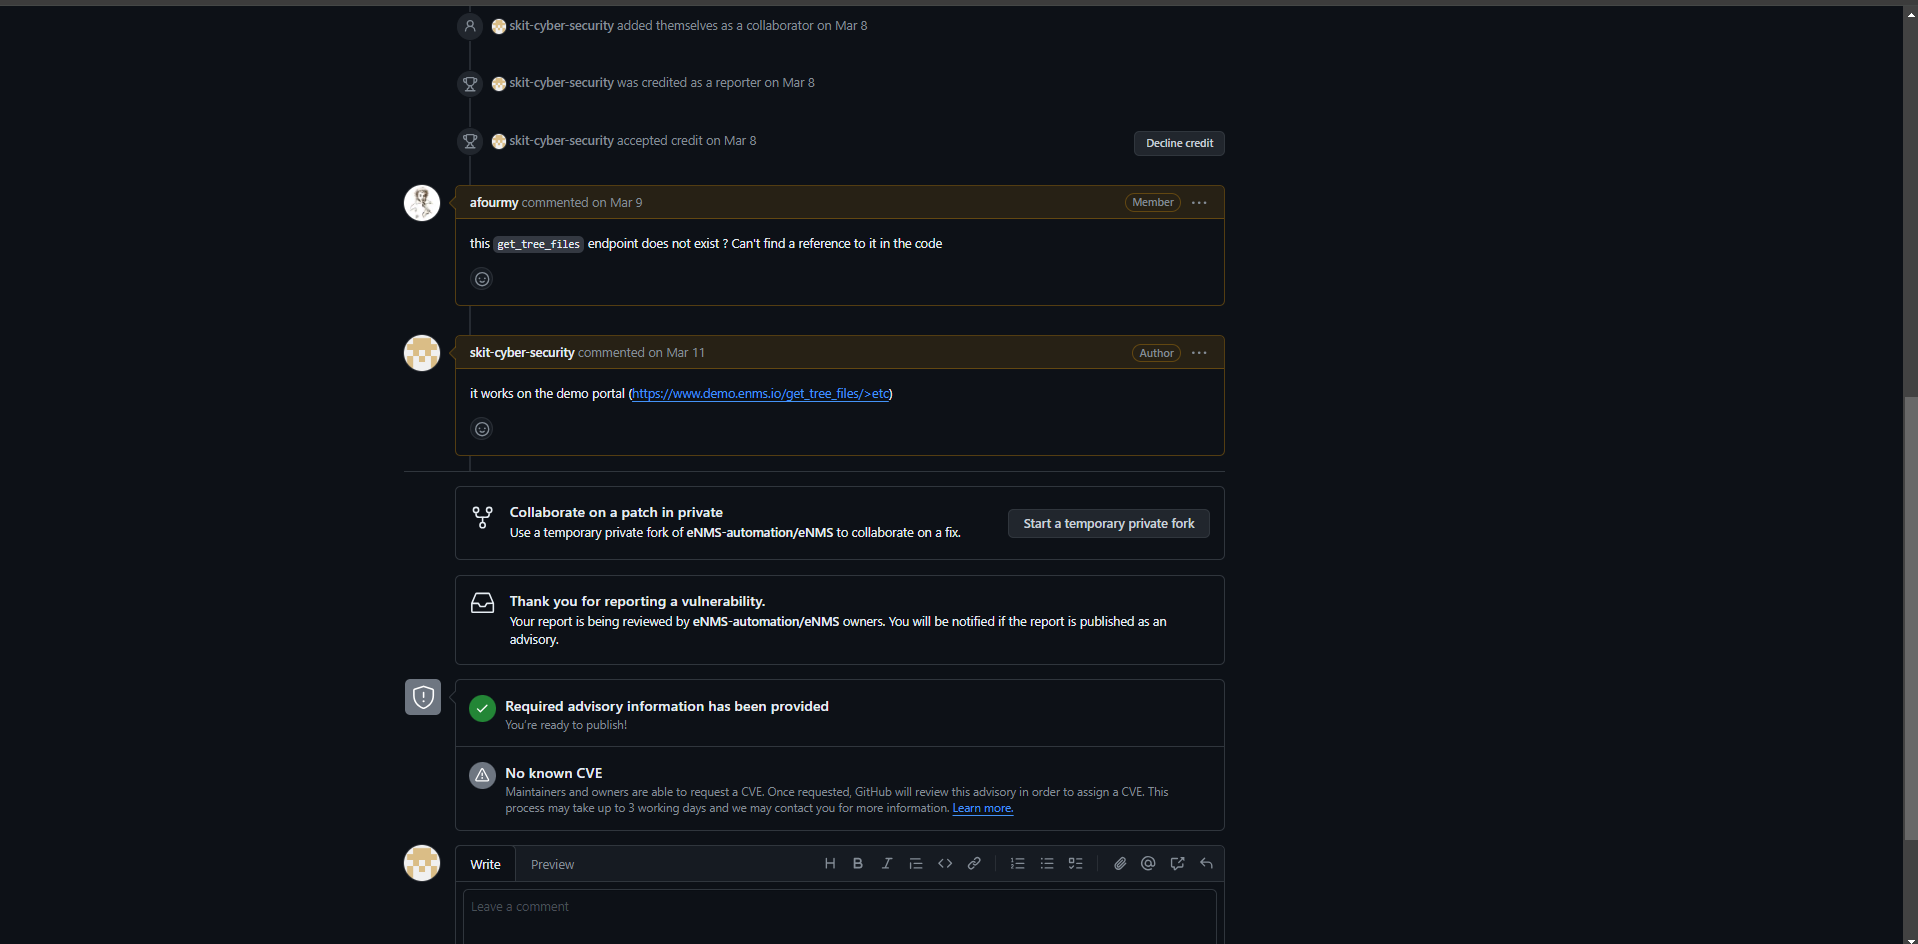 skit-cyber-security added themselves as a collaborator on Mar 8
skit-cyber-security was credited as a reporter on Mar 8
skit-cyber-security accepted credit on Mar 8
Decline credit
afourmy commented on Mar 9
Member
this get_tree_files endpoint does not exist ? Can't find a reference to it in the code
skit-cyber-security commented on Mar 11
Author
it works on the demo portal (https://www.demo.enms.io/get_tree_files/>etc)
Collaborate on a patch in private
Use a temporary private fork of eNMS-automation/eNMS to collaborate on a fix.
Start a temporary private fork
Thank you for reporting a vulnerability.
Your report is being reviewed by eNMS-automation/eNMS owners. You will be notified if the report is published as an
advisory.
Required advisory information has been provided
You're ready to publish!
No known CVE
Maintainers and owners are able to request a CVE. Once requested, GitHub will review this advisory in order to assign a CVE. This
process may take up to 3 working days and we may contact you for more information. Learn more.
Write
Preview
Leave a comment